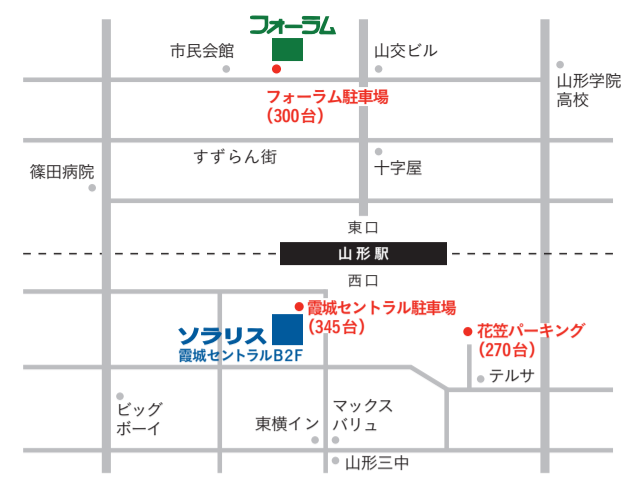 フォーラム
市民会館
山交ビル
山形学院
高校
フォーラム駐車場
(300台)
すずらん街
十字屋
篠田病院
東口
山形駅
西口
霞城セントラル駐車場
(345台)
ソラリス
霞城セントラルB2F
花笠パーキング
(270台)
テルサ
ビッグ
ボーイ
東横イン
マックス
バリュ
山形三中